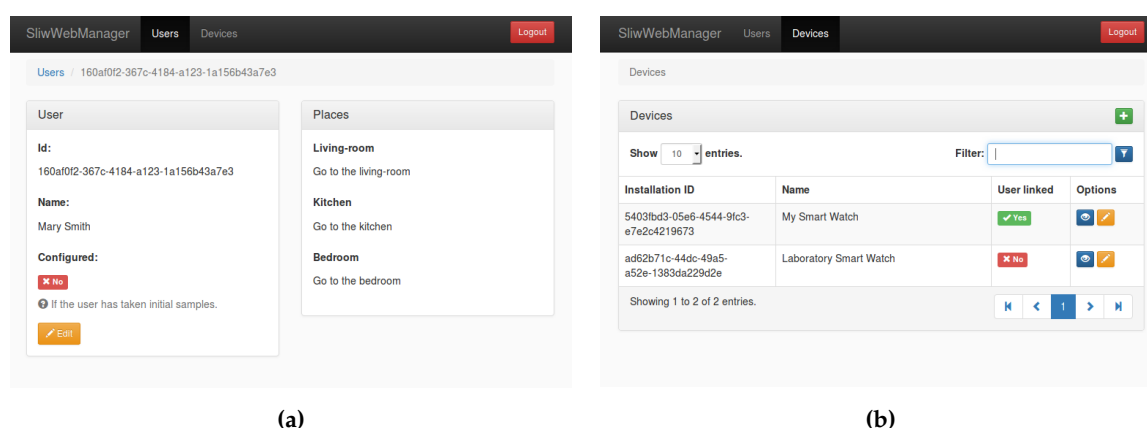 SliwWebManager Users Devices Logout
Users / 160af0f2-367c-4184-a123-1a156b43a7e3
User
Id:
160af0f2-367c-4184-a123-1a156b43a7e3
Name:
Mary Smith
Configured:
No
If the user has taken initial samples.
Edit
Places
Living-room
Go to the living-room
Kitchen
Go to the kitchen
Bedroom
Go to the bedroom
(a)
SliwWebManager Users Devices Logout
Devices
Devices
Show 10 entries. Filter:
Installation ID Name User linked Options
5403fbd3-05e6-4544-9fc3- My Smart Watch Yes
e7e2c4219673
ad62b71c-44dc-49a5- Laboratory Smart Watch No
a52e-1383da229d2e
Showing 1 to 2 of 2 entries. 1
(b)